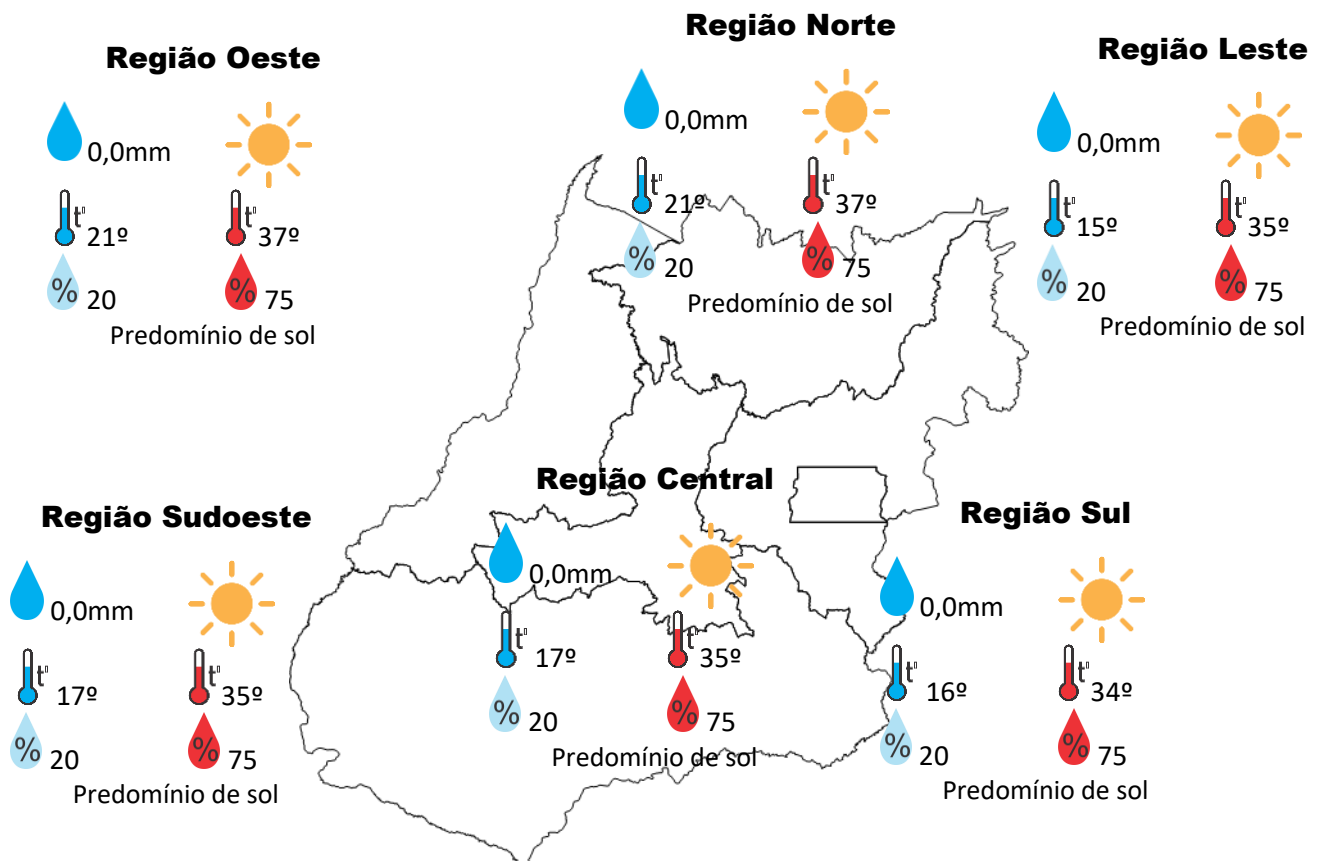 Região Oeste
0,0mm
t°
21º
t°
37º
% 20
% 75
Predomínio de sol
Região Norte
0,0mm
t°
21º
t°
37º
% 20
% 75
Predomínio de sol
Região Leste
0,0mm
t°
15º
t°
35º
% 20
% 75
Predomínio de sol
Região Sudoeste
0,0mm
t°
17º
t°
35º
% 20
% 75
Predomínio de sol
Região Central
0,0mm
t°
17º
t°
35º
% 20
% 75
Predomínio de sol
Região Sul
0,0mm
t°
16º
t°
34º
% 20
% 75
Predomínio de sol